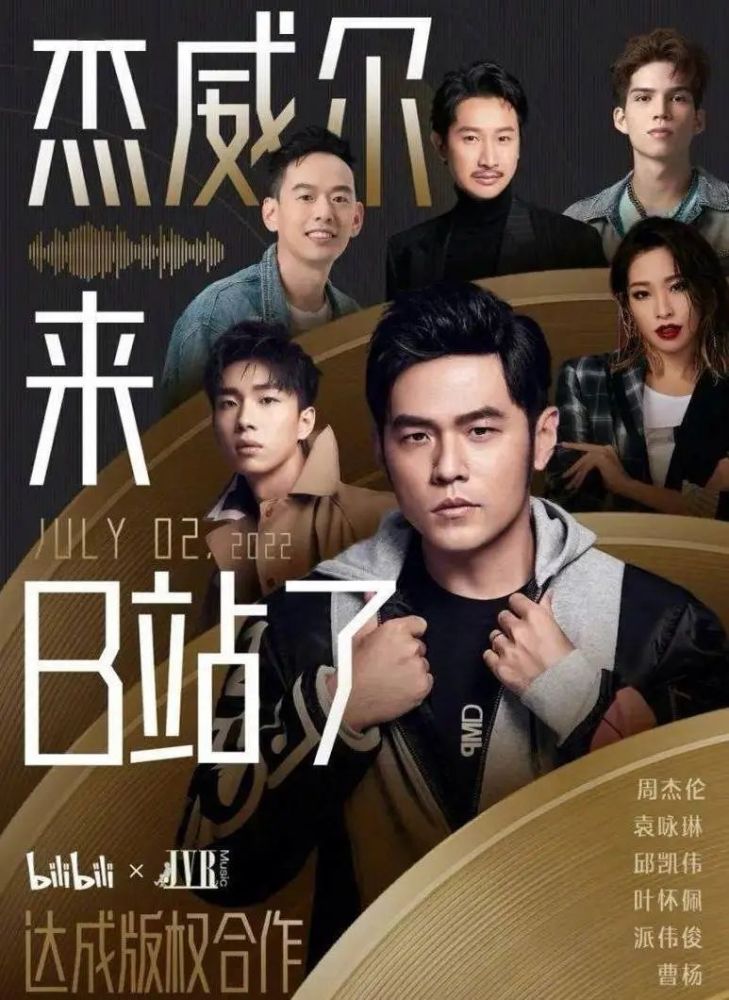 杰威尔
来
JULY 02, 2022
B站了
PMD
周杰伦
袁咏琳
邱凯伟
叶怀佩
派伟俊
曹杨
bilibili × JVR Music
达成版权合作